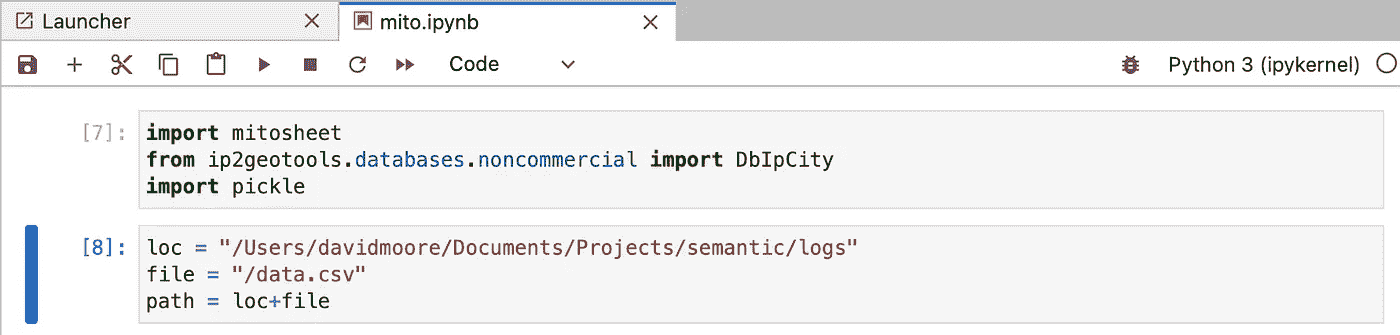 Launcher
mito.ipynb
Code
Python 3 (ipykernel)
[7]:
import mitosheet
from ip2geotools.databases.noncommercial import DbIpCity
import pickle
[8]:
loc = "/Users/davidmoore/Documents/Projects/semantic/logs"
file = "/data.csv"
path = loc+file